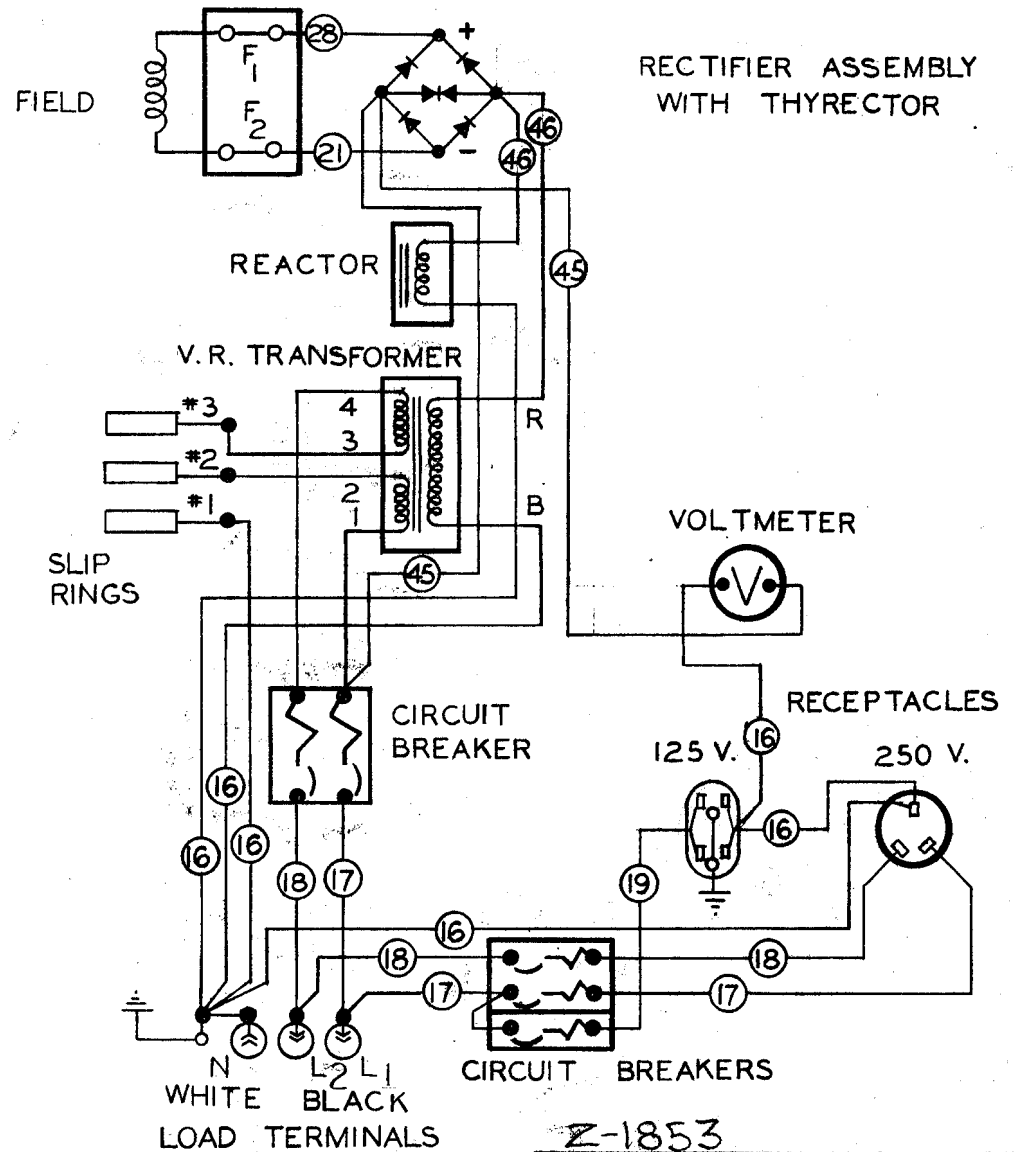 28
+
RECTIFIER ASSEMBLY
WITH THYRECTOR
FIELD
F1
F2
21
−
46
46
REACTOR
45
V.R. TRANSFORMER
#3
4
R
3
#2
2
#1
1
B
SLIP
RINGS
45
VOLTMETER
V
RECEPTACLES
CIRCUIT
BREAKER
125 V.
16
250 V.
16
16
16
16
18
17
19
16
18
18
17
17
N
L2
L1
CIRCUIT BREAKERS
WHITE BLACK
LOAD TERMINALS
Z-1853